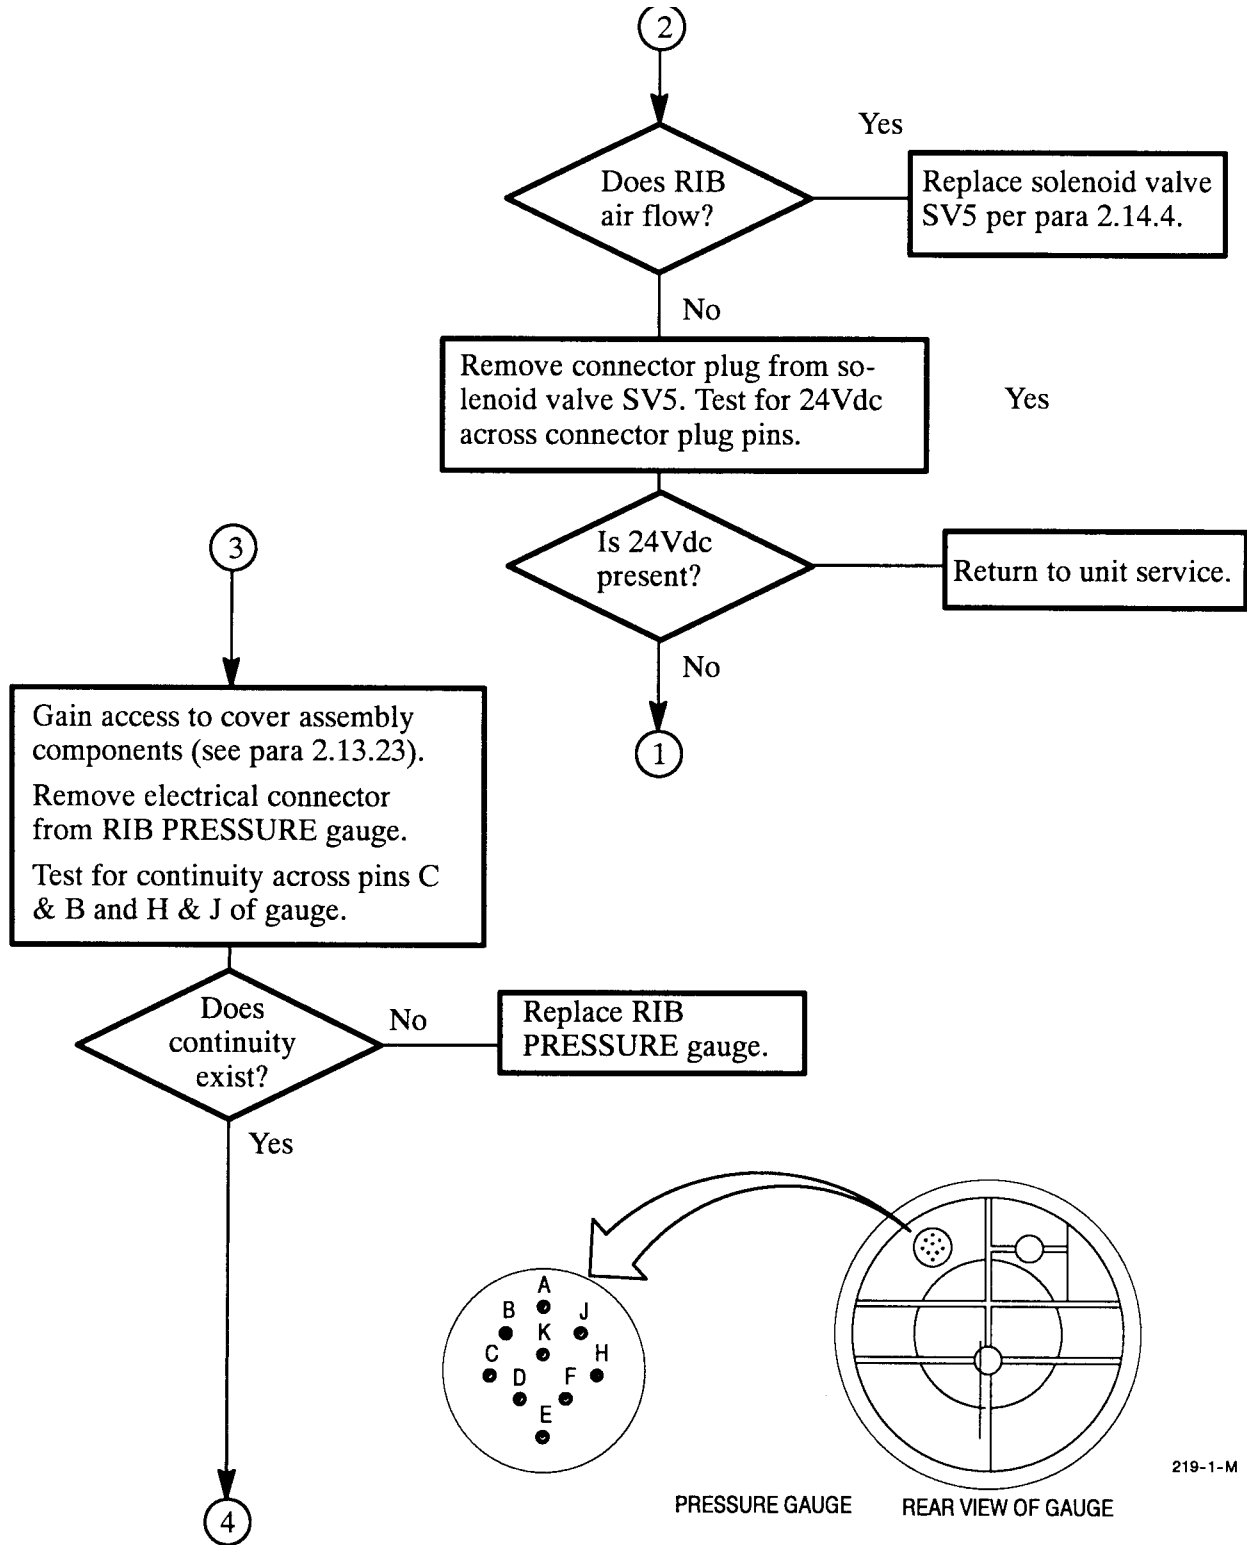 2
Does RIB
air flow?
Yes
Replace solenoid valve
SV5 per para 2.14.4.
No
Remove connector plug from so-
lenoid valve SV5. Test for 24Vdc
across connector plug pins.
Yes
Is 24Vdc
present?
Return to unit service.
No
1
3
Gain access to cover assembly
components (see para 2.13.23).
Remove electrical connector
from RIB PRESSURE gauge.
Test for continuity across pins C
& B and H & J of gauge.
Does
continuity
exist?
No
Replace RIB
PRESSURE gauge.
Yes
4
A
B
J
K
C
H
D
F
E
219-1-M
PRESSURE GAUGE
REAR VIEW OF GAUGE